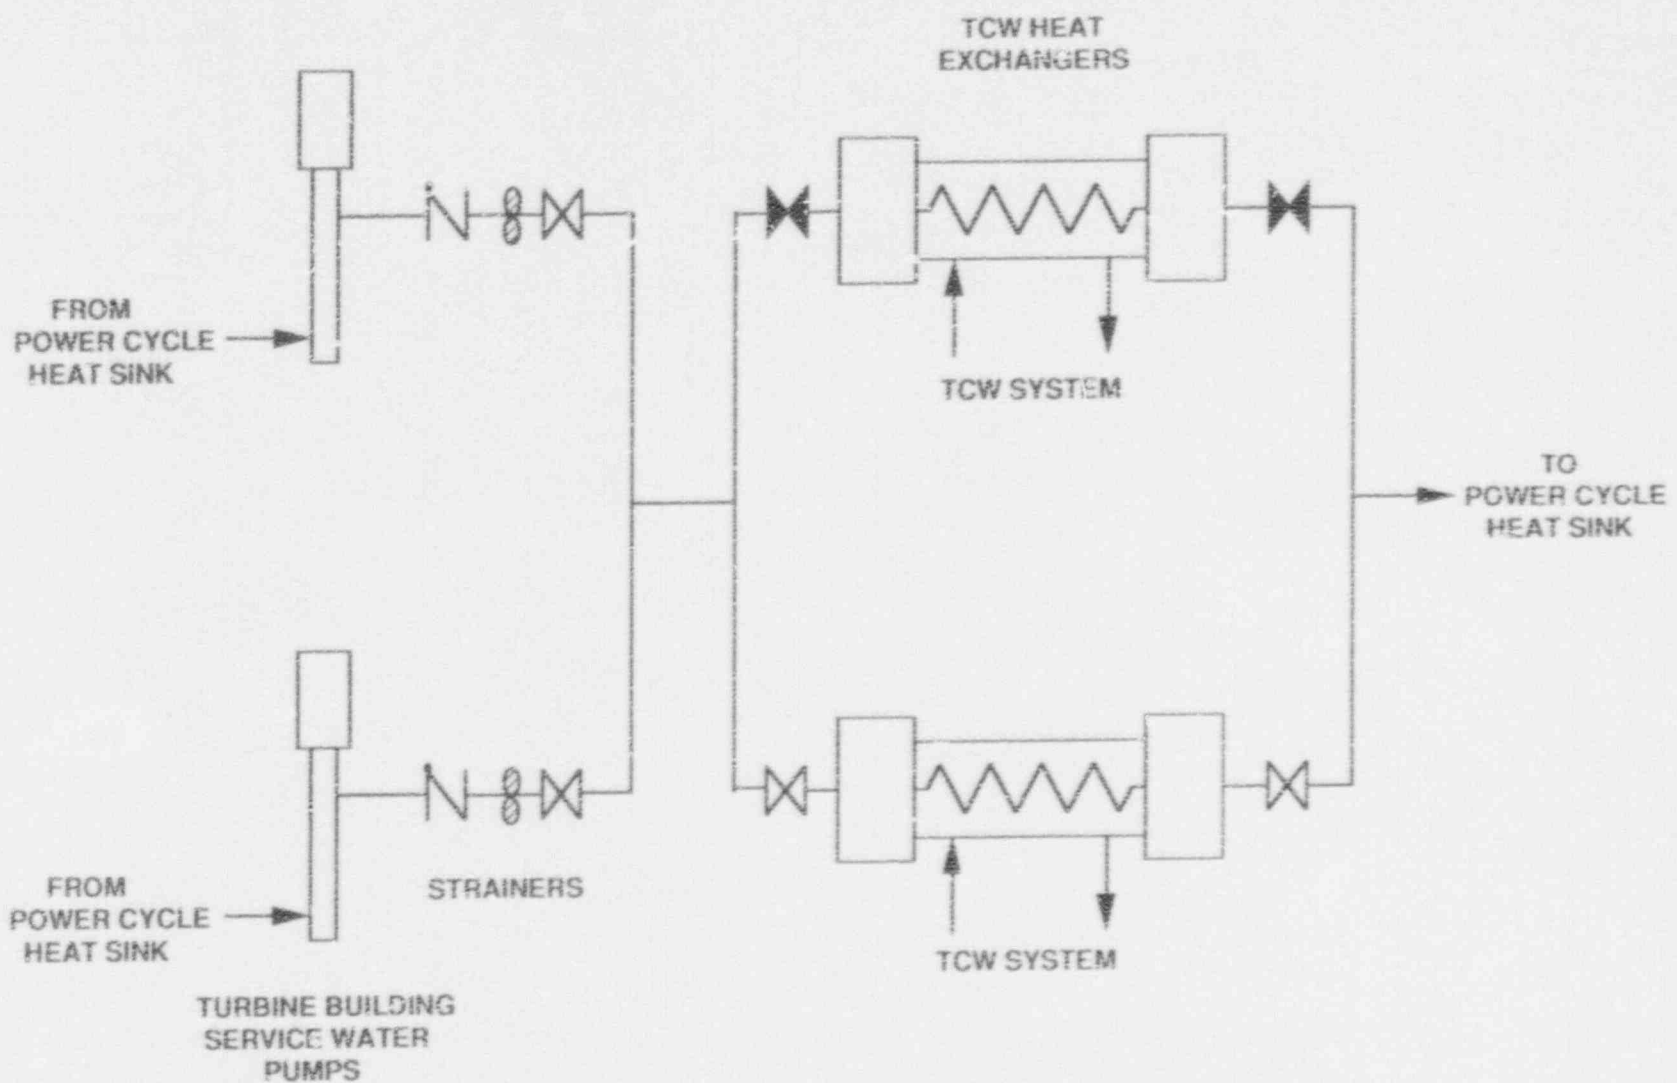 TCW HEAT
EXCHANGERS
FROM
POWER CYCLE
HEAT SINK
TCW SYSTEM
TO
POWER CYCLE
HEAT SINK
STRAINERS
FROM
POWER CYCLE
HEAT SINK
TCW SYSTEM
TURBINE BUILDING
SERVICE WATER
PUMPS